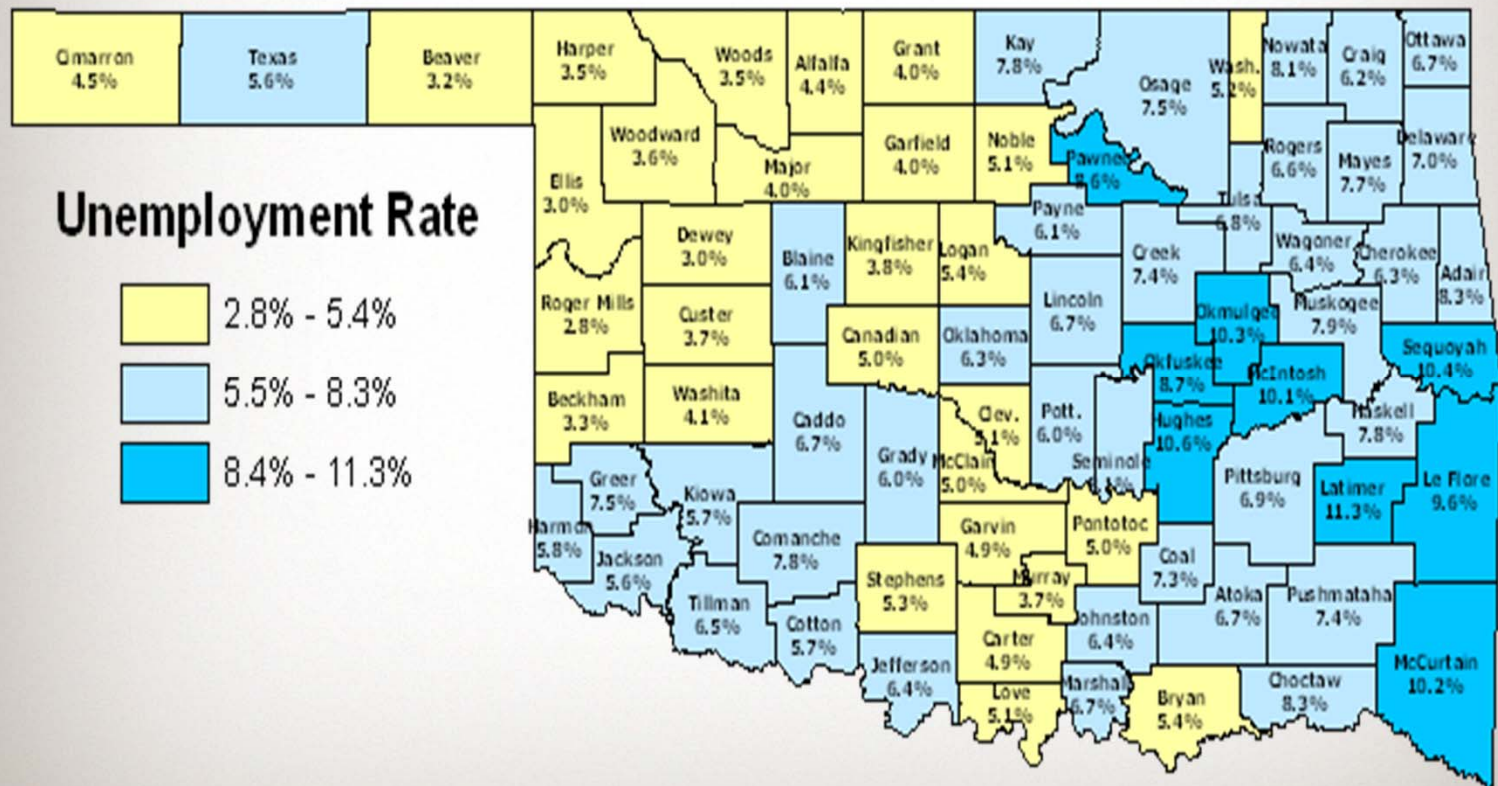 Cimarron
4.5%
Texas
5.6%
Beaver
3.2%
Harper
3.5%
Woods
3.5%
Alfalfa
4.4%
Grant
4.0%
Kay
7.8%
Osage
7.5%
Wash.
5.2%
Nowata
8.1%
Craig
6.2%
Ottawa
6.7%
Woodward
3.6%
Major
4.0%
Garfield
4.0%
Noble
5.1%
Pawnee
8.6%
Rogers
6.6%
Mayes
7.7%
Delaware
7.0%
Ellis
3.0%
Unemployment Rate
2.8% - 5.4%
5.5% - 8.3%
8.4% - 11.3%
Dewey
3.0%
Blaine
6.1%
Kingfisher
3.8%
Logan
5.4%
Payne
6.1%
Creek
7.4%
Tulsa
6.8%
Wagoner
6.4%
Cherokee
6.3%
Adair
8.3%
Roger Mills
2.8%
Custer
3.7%
Canadian
5.0%
Oklahoma
6.3%
Lincoln
6.7%
Okmulgee
10.3%
Muskogee
7.9%
Sequoyah
10.4%
Beckham
3.3%
Washita
4.1%
Caddo
6.7%
Grady
6.0%
Clev.
5.1%
McClain
5.0%
Pott.
6.0%
Seminole
Okfuskee
8.7%
McIntosh
10.1%
Hughes
10.6%
Haskell
7.8%
Pittsburg
6.9%
Latimer
11.3%
Le Flore
9.6%
Greer
7.5%
Kiowa
5.7%
Harmon
5.8%
Jackson
5.6%
Comanche
7.8%
Garvin
4.9%
Pontotoc
5.0%
Coal
7.3%
Tillman
6.5%
Cotton
5.7%
Stephens
5.3%
Murray
3.7%
Johnston
6.4%
Atoka
6.7%
Pushmataha
7.4%
Jefferson
6.4%
Carter
4.9%
Love
5.1%
Marshall
6.7%
Bryan
5.4%
Choctaw
8.3%
McCurtain
10.2%